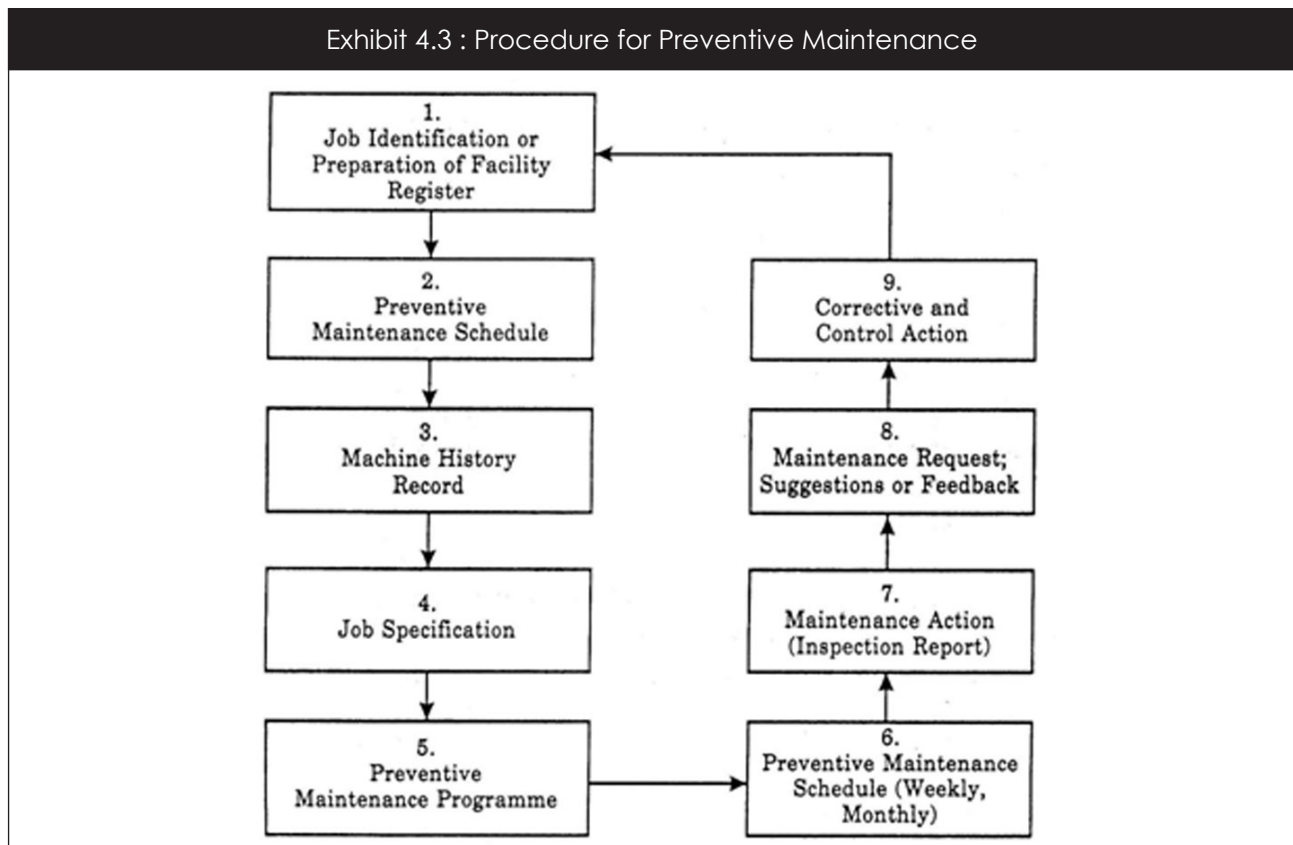 Exhibit 4.3 : Procedure for Preventive Maintenance
1.
Job Identification or
Preparation of Facility
Register
2.
Preventive
Maintenance Schedule
3.
Machine History
Record
4.
Job Specification
5.
Preventive
Maintenance Programme
6.
Preventive Maintenance
Schedule (Weekly,
Monthly)
7.
Maintenance Action
(Inspection Report)
8.
Maintenance Request;
Suggestions or Feedback
9.
Corrective and
Control Action